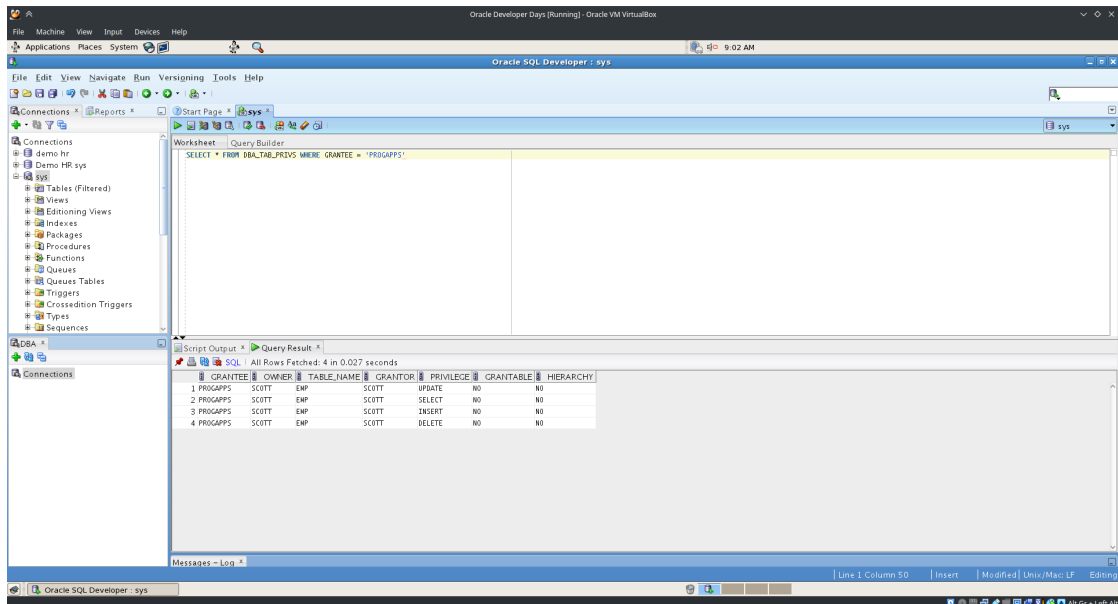 Oracle Developer Days [Running] - Oracle VM VirtualBox
File Machine View Input Devices Help
Applications Places System 9:02 AM
Oracle SQL Developer : sys
File Edit View Navigate Run Versigning Tools Help
Connections Reports Start Page sys
sys
Connections
demo hr
Demo HR sys
sys
Tables (Filtered)
Views
Editioning Views
Indexes
Packages
Procedures
Functions
Queues
Queues Tables
Triggers
Crossedition Triggers
Types
Sequences
DBA
Connections
Worksheet Query Builder
SELECT * FROM DBA_TAB_PRIVS WHERE GRANTEE = 'PROGAPPS'
Script Output Query Result
SQL | All Rows Fetched: 4 in 0.027 seconds
GRANTEE OWNER TABLE_NAME GRANTOR PRIVILEGE GRANTABLE HIERARCHY
1 PROGAPPS SCOTT EMP SCOTT UPDATE NO NO
2 PROGAPPS SCOTT EMP SCOTT SELECT NO NO
3 PROGAPPS SCOTT EMP SCOTT INSERT NO NO
4 PROGAPPS SCOTT EMP SCOTT DELETE NO NO
Messages - Log
Line 1 Column 50 Insert Modified Unix/Mac: LF Editing
Oracle SQL Developer : sys
Alt Gr + Left Alt